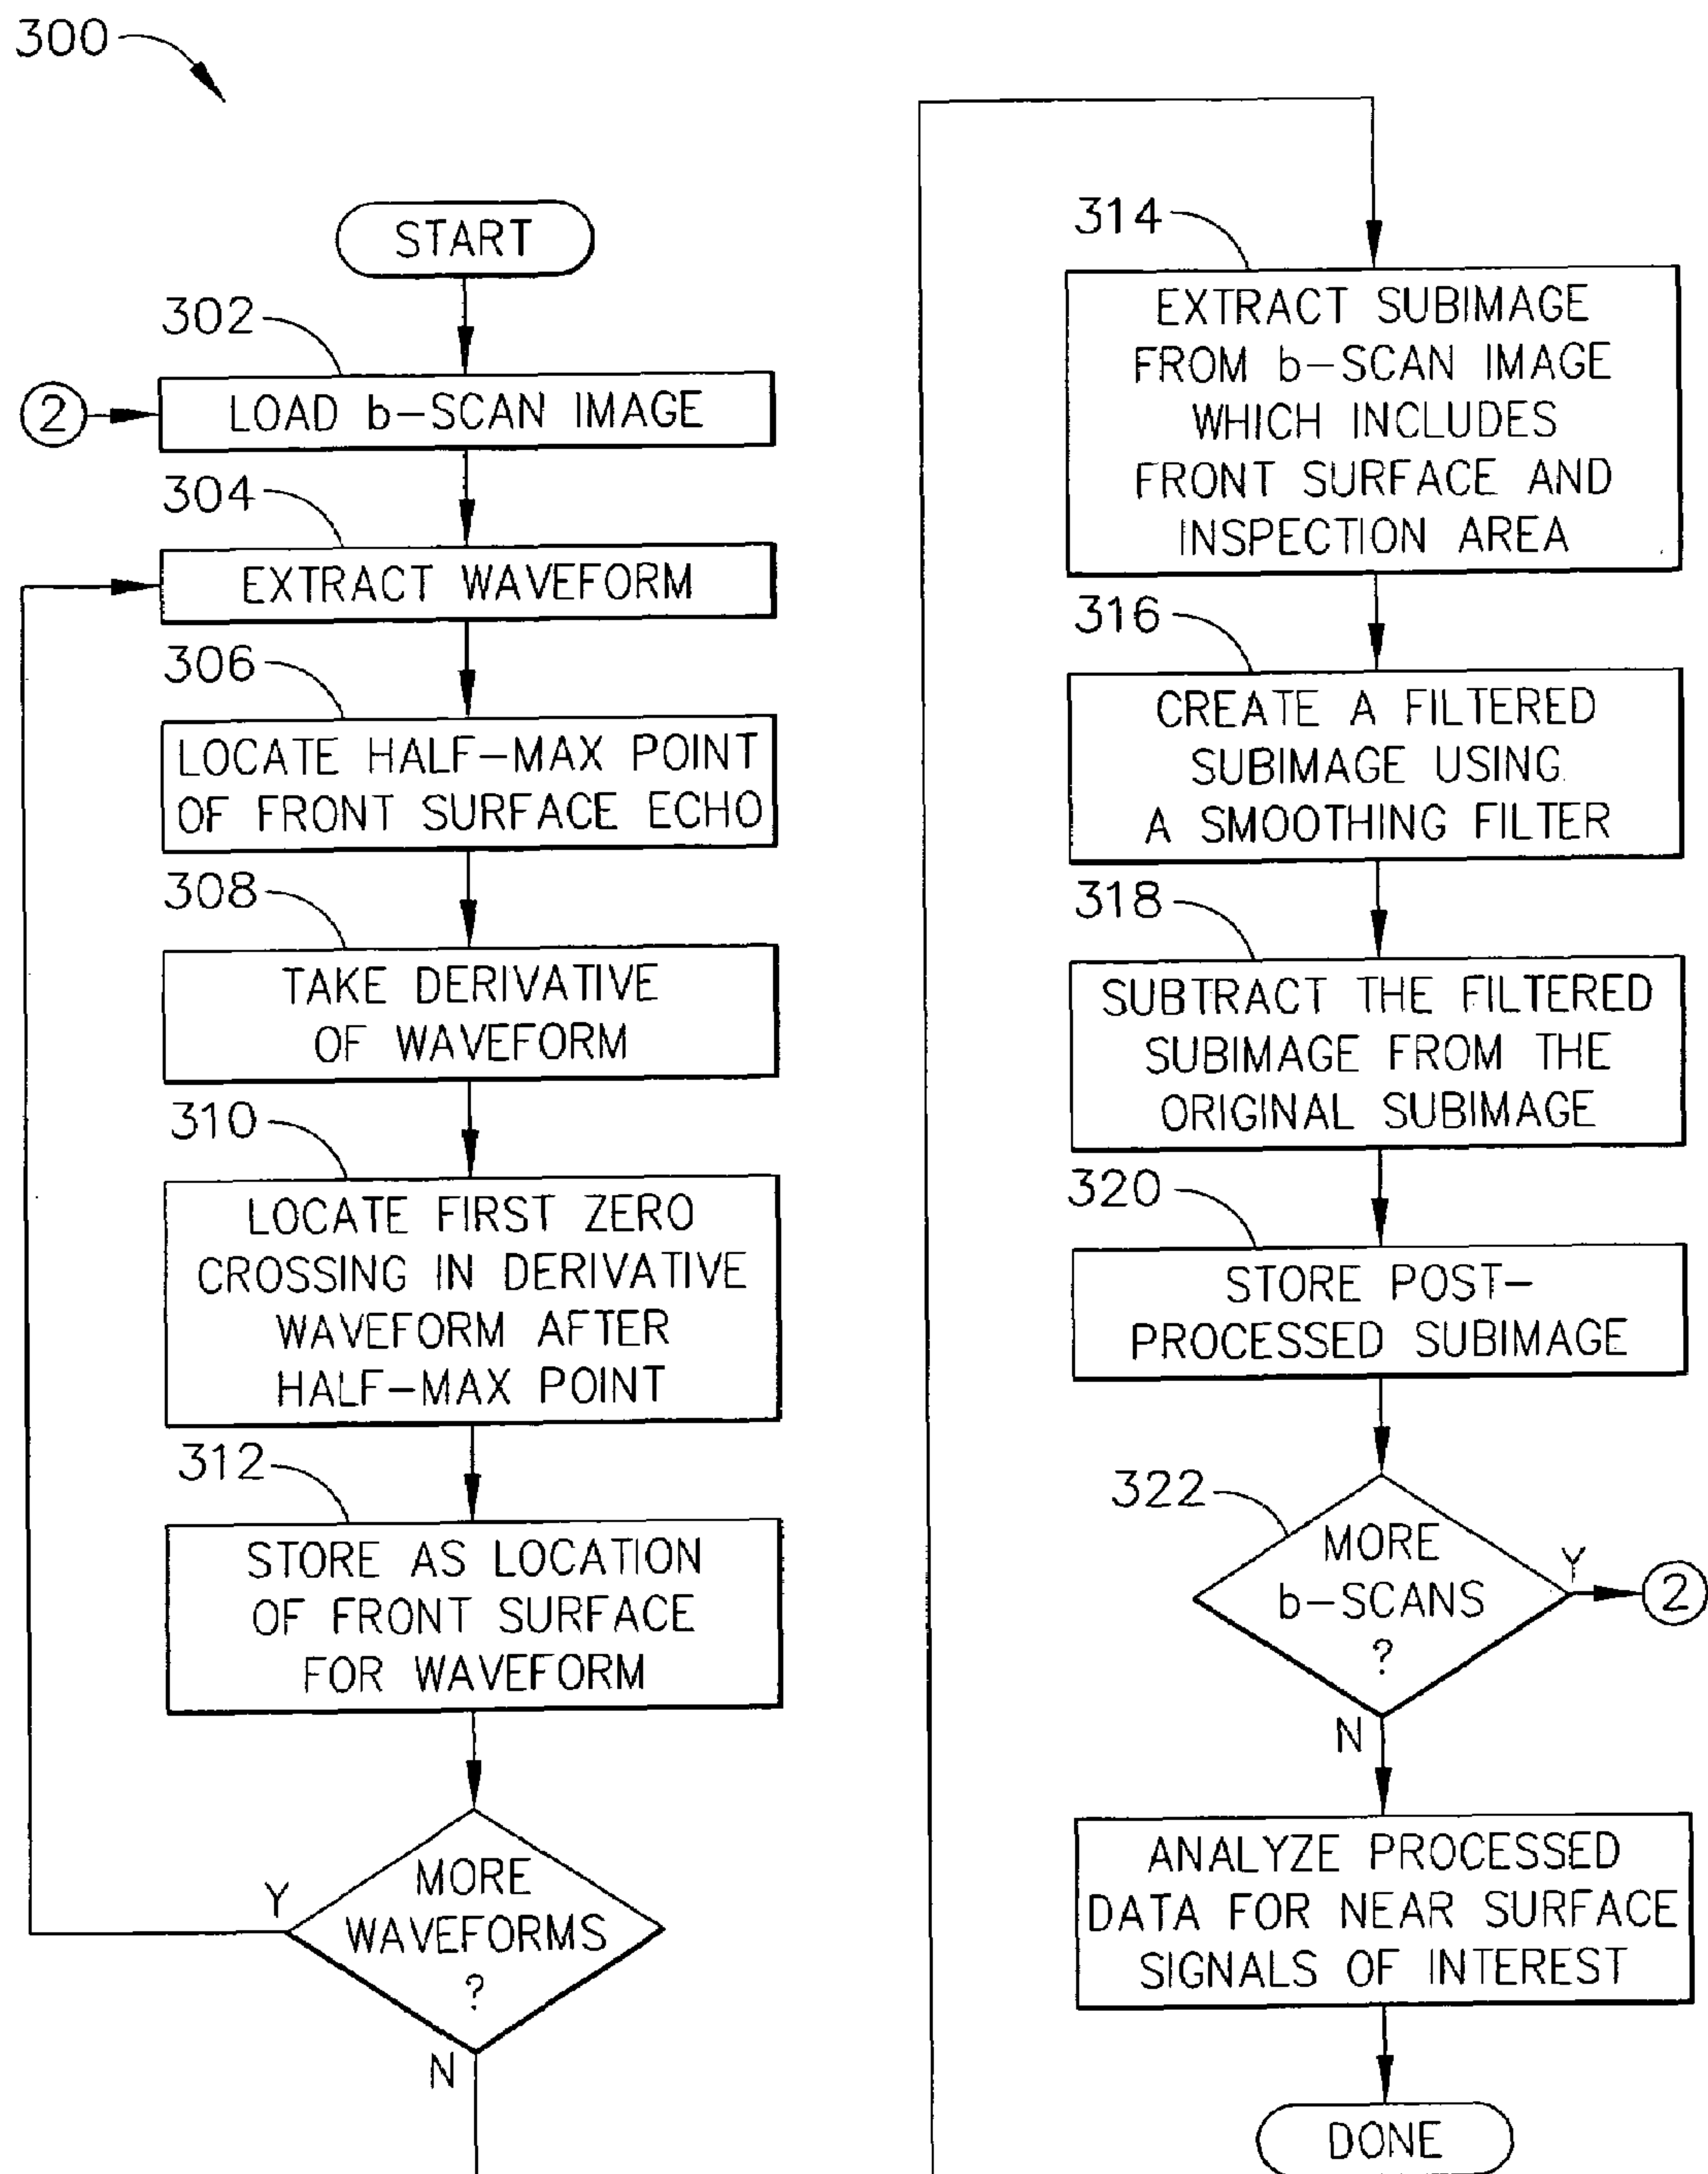 300
START
302
2
LOAD b-SCAN IMAGE
304
EXTRACT WAVEFORM
306
LOCATE HALF-MAX POINT
OF FRONT SURFACE ECHO
308
TAKE DERIVATIVE
OF WAVEFORM
310
LOCATE FIRST ZERO
CROSSING IN DERIVATIVE
WAVEFORM AFTER
HALF-MAX POINT
312
STORE AS LOCATION
OF FRONT SURFACE
FOR WAVEFORM
Y
MORE
WAVEFORMS
?
N
314
EXTRACT SUBIMAGE
FROM b-SCAN IMAGE
WHICH INCLUDES
FRONT SURFACE AND
INSPECTION AREA
316
CREATE A FILTERED
SUBIMAGE USING
A SMOOTHING FILTER
318
SUBTRACT THE FILTERED
SUBIMAGE FROM THE
ORIGINAL SUBIMAGE
320
STORE POST-
PROCESSED SUBIMAGE
322
MORE
b-SCANS
?
Y
2
N
ANALYZE PROCESSED
DATA FOR NEAR SURFACE
SIGNALS OF INTEREST
DONE